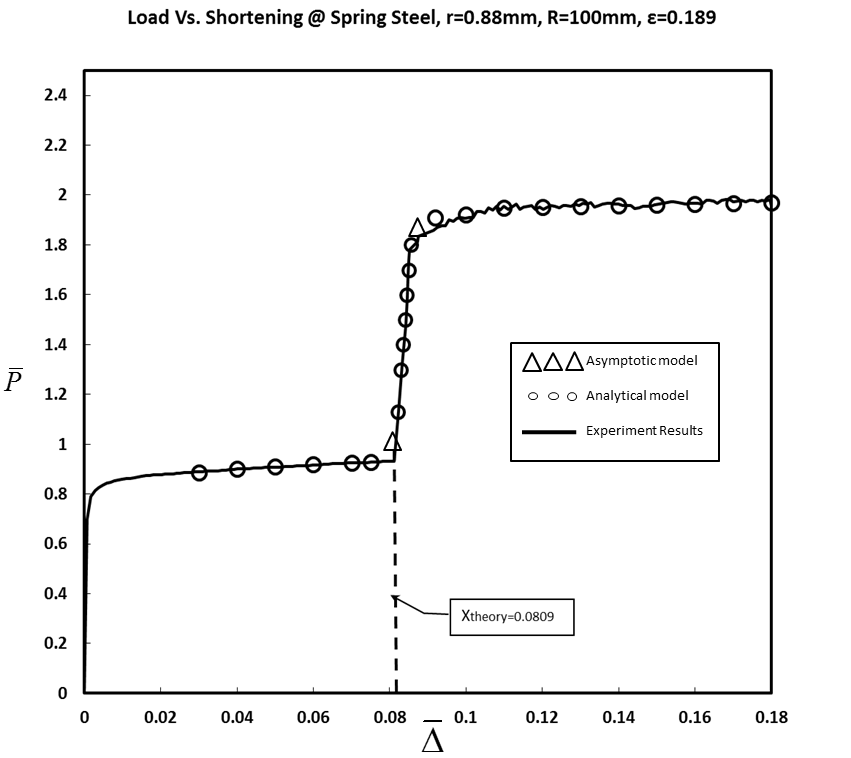 Load Vs. Shortening @ Spring Steel, r=0.88mm, R=100mm, ε=0.189
2.4
2.2
2
1.8
1.6
1.4
1.2
1
0.8
0.6
0.4
0.2
0
P̅
Asymptotic model
Analytical model
Experiment Results
Xtheory=0.0809
0 0.02 0.04 0.06 0.08 0.1 0.12 0.14 0.16 0.18
Δ̅